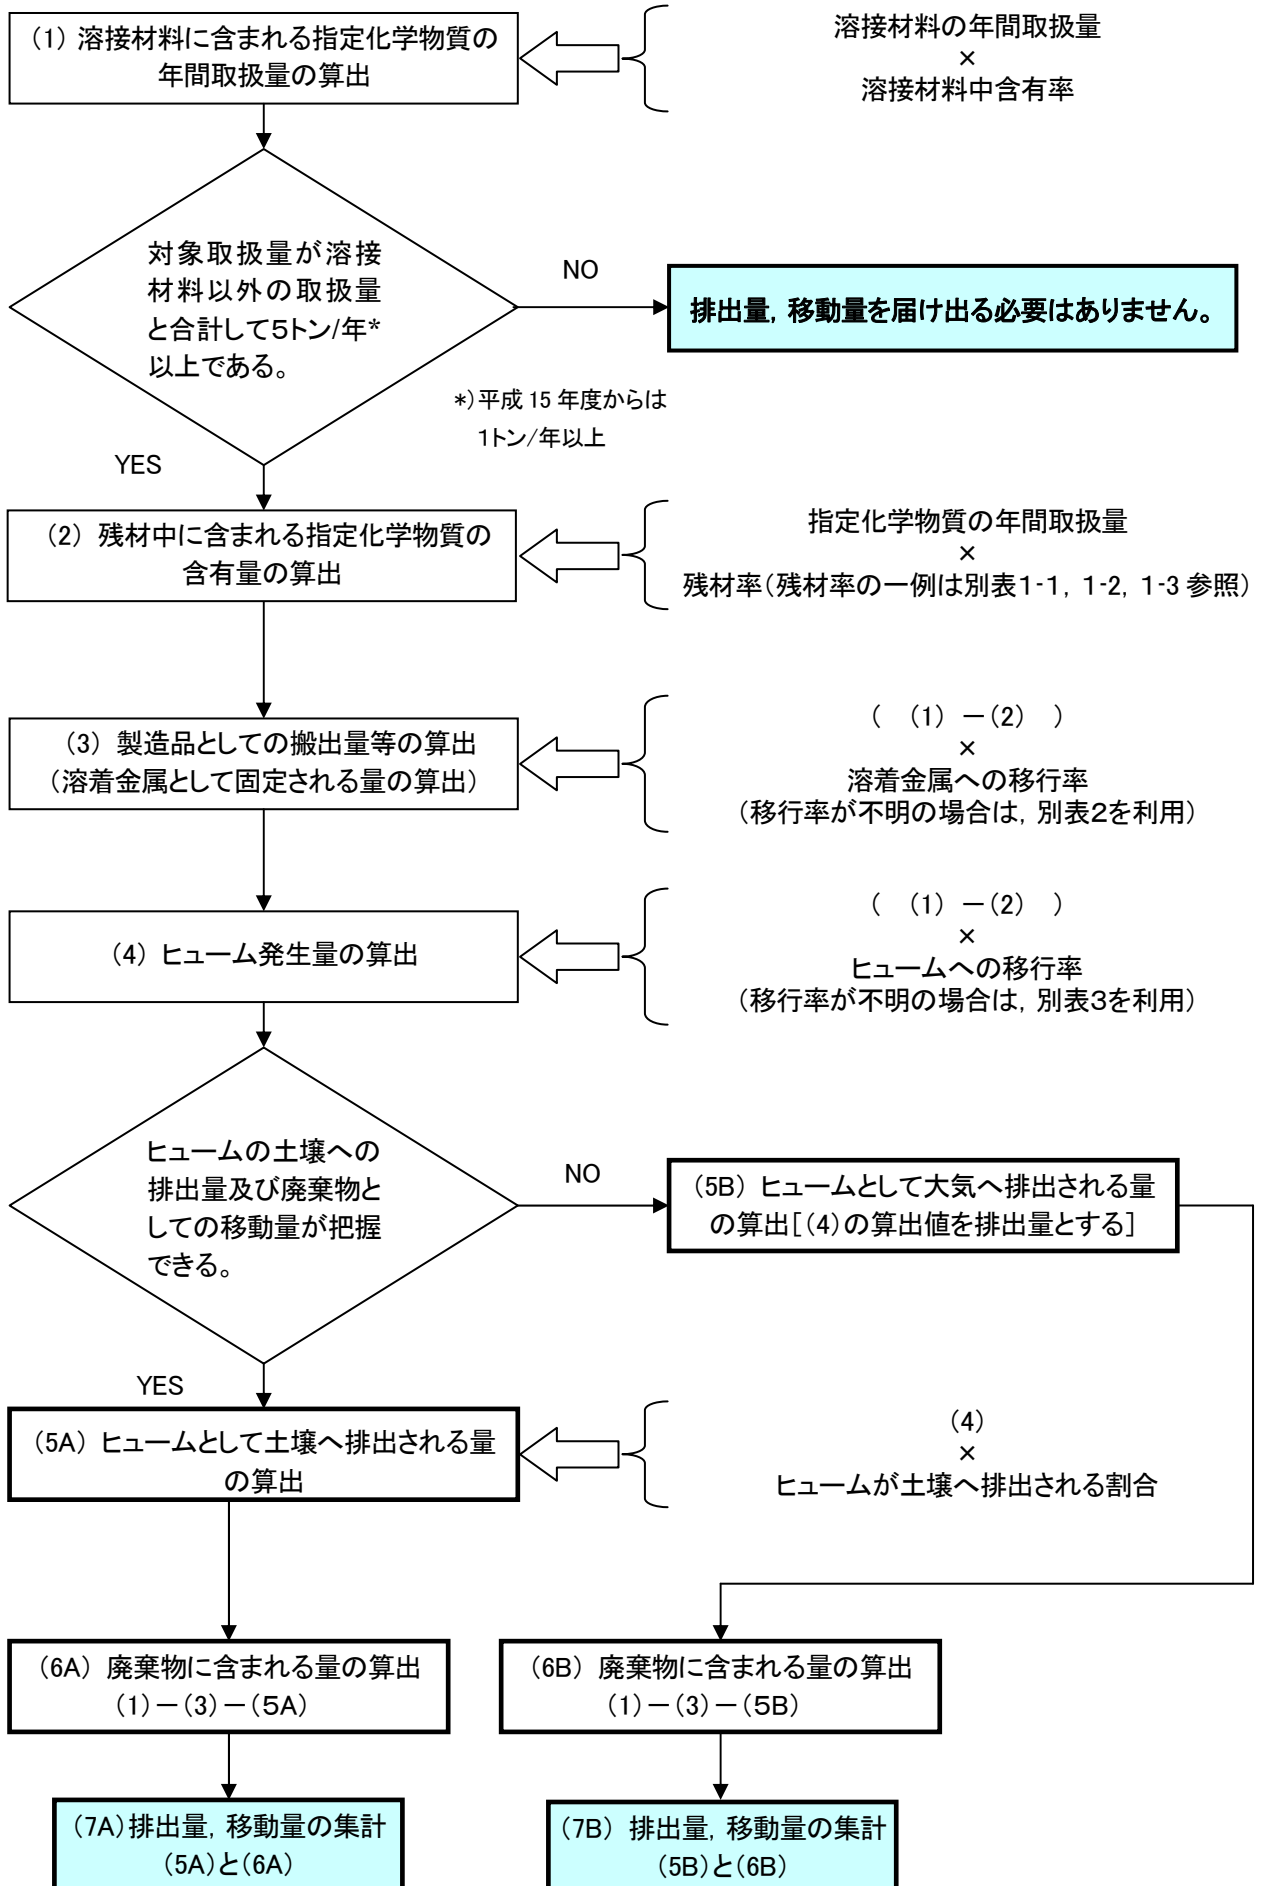 (1) 溶接材料に含まれる指定化学物質の
年間取扱量の算出
溶接材料の年間取扱量
×
溶接材料中含有率
対象取扱量が溶接
材料以外の取扱量
と合計して5トン/年*
以上である。
NO
排出量, 移動量を届け出る必要はありません。
*)平成 15 年度からは
1トン/年以上
YES
(2) 残材中に含まれる指定化学物質の
含有量の算出
指定化学物質の年間取扱量
×
残材率(残材率の一例は別表1-1, 1-2, 1-3 参照)
(3) 製造品としての搬出量等の算出
(溶着金属として固定される量の算出)
( (1) －(2) )
×
溶着金属への移行率
(移行率が不明の場合は, 別表2を利用)
(4) ヒューム発生量の算出
( (1) －(2) )
×
ヒュームへの移行率
(移行率が不明の場合は, 別表3を利用)
ヒュームの土壌への
排出量及び廃棄物と
しての移動量が把握
できる。
NO
(5B) ヒュームとして大気へ排出される量
の算出[(4)の算出値を排出量とする]
YES
(5A) ヒュームとして土壌へ排出される量
の算出
(4)
×
ヒュームが土壌へ排出される割合
(6A) 廃棄物に含まれる量の算出
(1)－(3)－(5A)
(6B) 廃棄物に含まれる量の算出
(1)－(3)－(5B)
(7A)排出量, 移動量の集計
(5A)と(6A)
(7B) 排出量, 移動量の集計
(5B)と(6B)